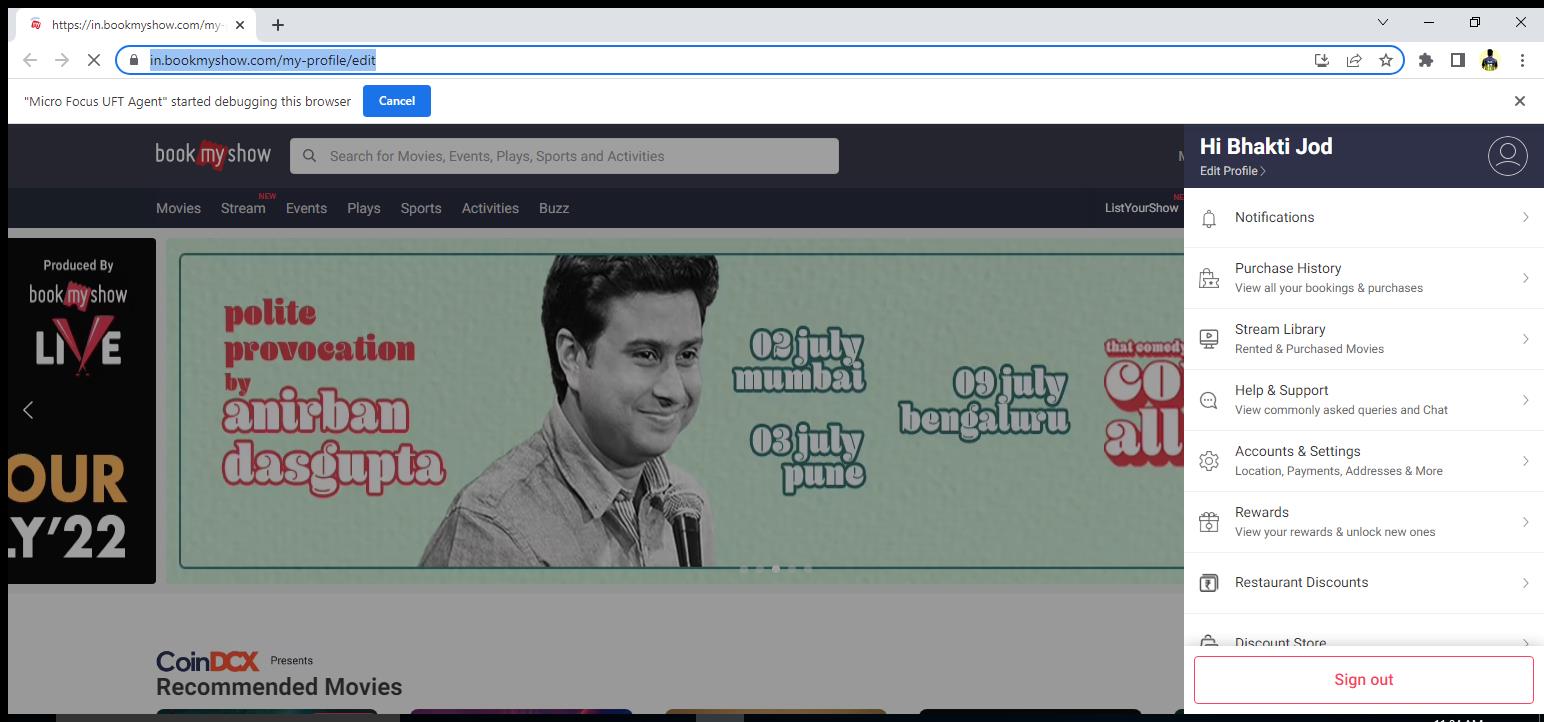 https://in.bookmyshow.com/my-
in.bookmyshow.com/my-profile/edit
"Micro Focus UFT Agent" started debugging this browser
Cancel
book my show
Search for Movies, Events, Plays, Sports and Activities
Hi Bhakti Jod
Edit Profile
Movies
Stream
NEW
Events
Plays
Sports
Activities
Buzz
ListYourShow
NE
Produced By
book my show
LIVE
OUR
LY'22
polite
provocation
by
anirban
dasgupta
02 july
mumbai
03 july
pune
09 july
bengaluru
that comedy
CO
all
Notifications
Purchase History
View all your bookings & purchases
Stream Library
Rented & Purchased Movies
Help & Support
View commonly asked queries and Chat
Accounts & Settings
Location, Payments, Addresses & More
Rewards
View your rewards & unlock new ones
Restaurant Discounts
Discount Store
Sign out
CoinDCX Presents
Recommended Movies